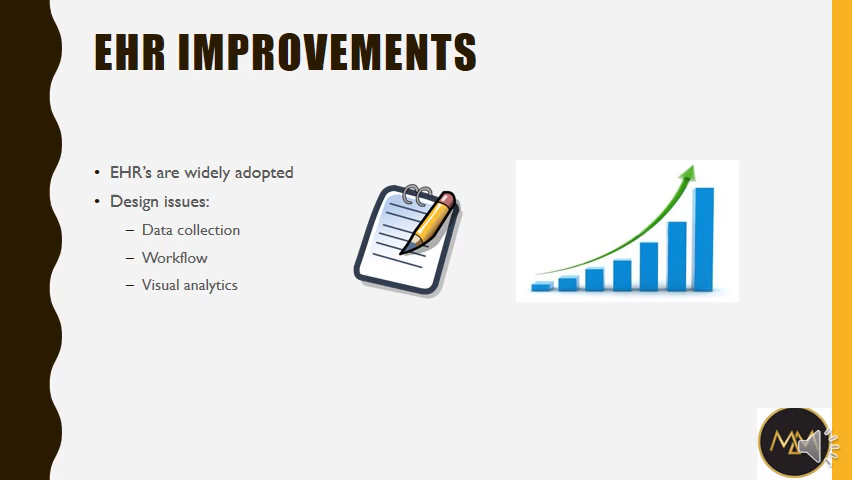 EHR IMPROVEMENTS
• EHR's are widely adopted
• Design issues:
– Data collection
– Workflow
– Visual analytics